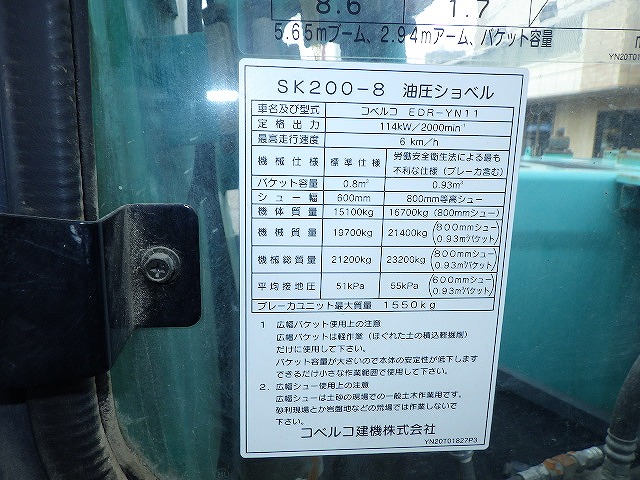 8.6 1.7
5.65mブーム、2.94mアーム、バケット容量
YN20T01
SK200-8 油圧ショベル
車名及び型式 コベルコ EDR-YN11
定格出力 114kW/2000min⁻¹
最高走行速度 6 km/h
機械仕様 標準仕様 労働安全衛生法による最も
不利な仕様(ブレーカ含む)
バケット容量 0.8m³ 0.93m³
シュー幅 600mm 800mm等高シュー
機体質量 15100kg 16700kg (800mmシュー)
機械質量 19700kg 21400kg (800mmシュー
0.93m³バケット)
機械総質量 21200kg 23200kg (800mmシュー
0.93m³バケット)
平均接地圧 51kPa 55kPa (600mmシュー
0.93m³バケット)
ブレーカユニット最大質量 1550kg
1 広幅バケット使用上の注意
広幅バケットは軽作業(ほぐれた土の積込軽掘削)
だけに使用して下さい。
バケット容量が大きいので本体の安定性が低下します
できるだけ小さな作業範囲で使用して下さい。
2. 広幅シュー使用上の注意
広幅シューは土砂の現場での一般土木作業用です。
砂利現場とか岩盤地などの荒場では作業しないで
下さい。
コベルコ建機株式会社
YN20T01827P3